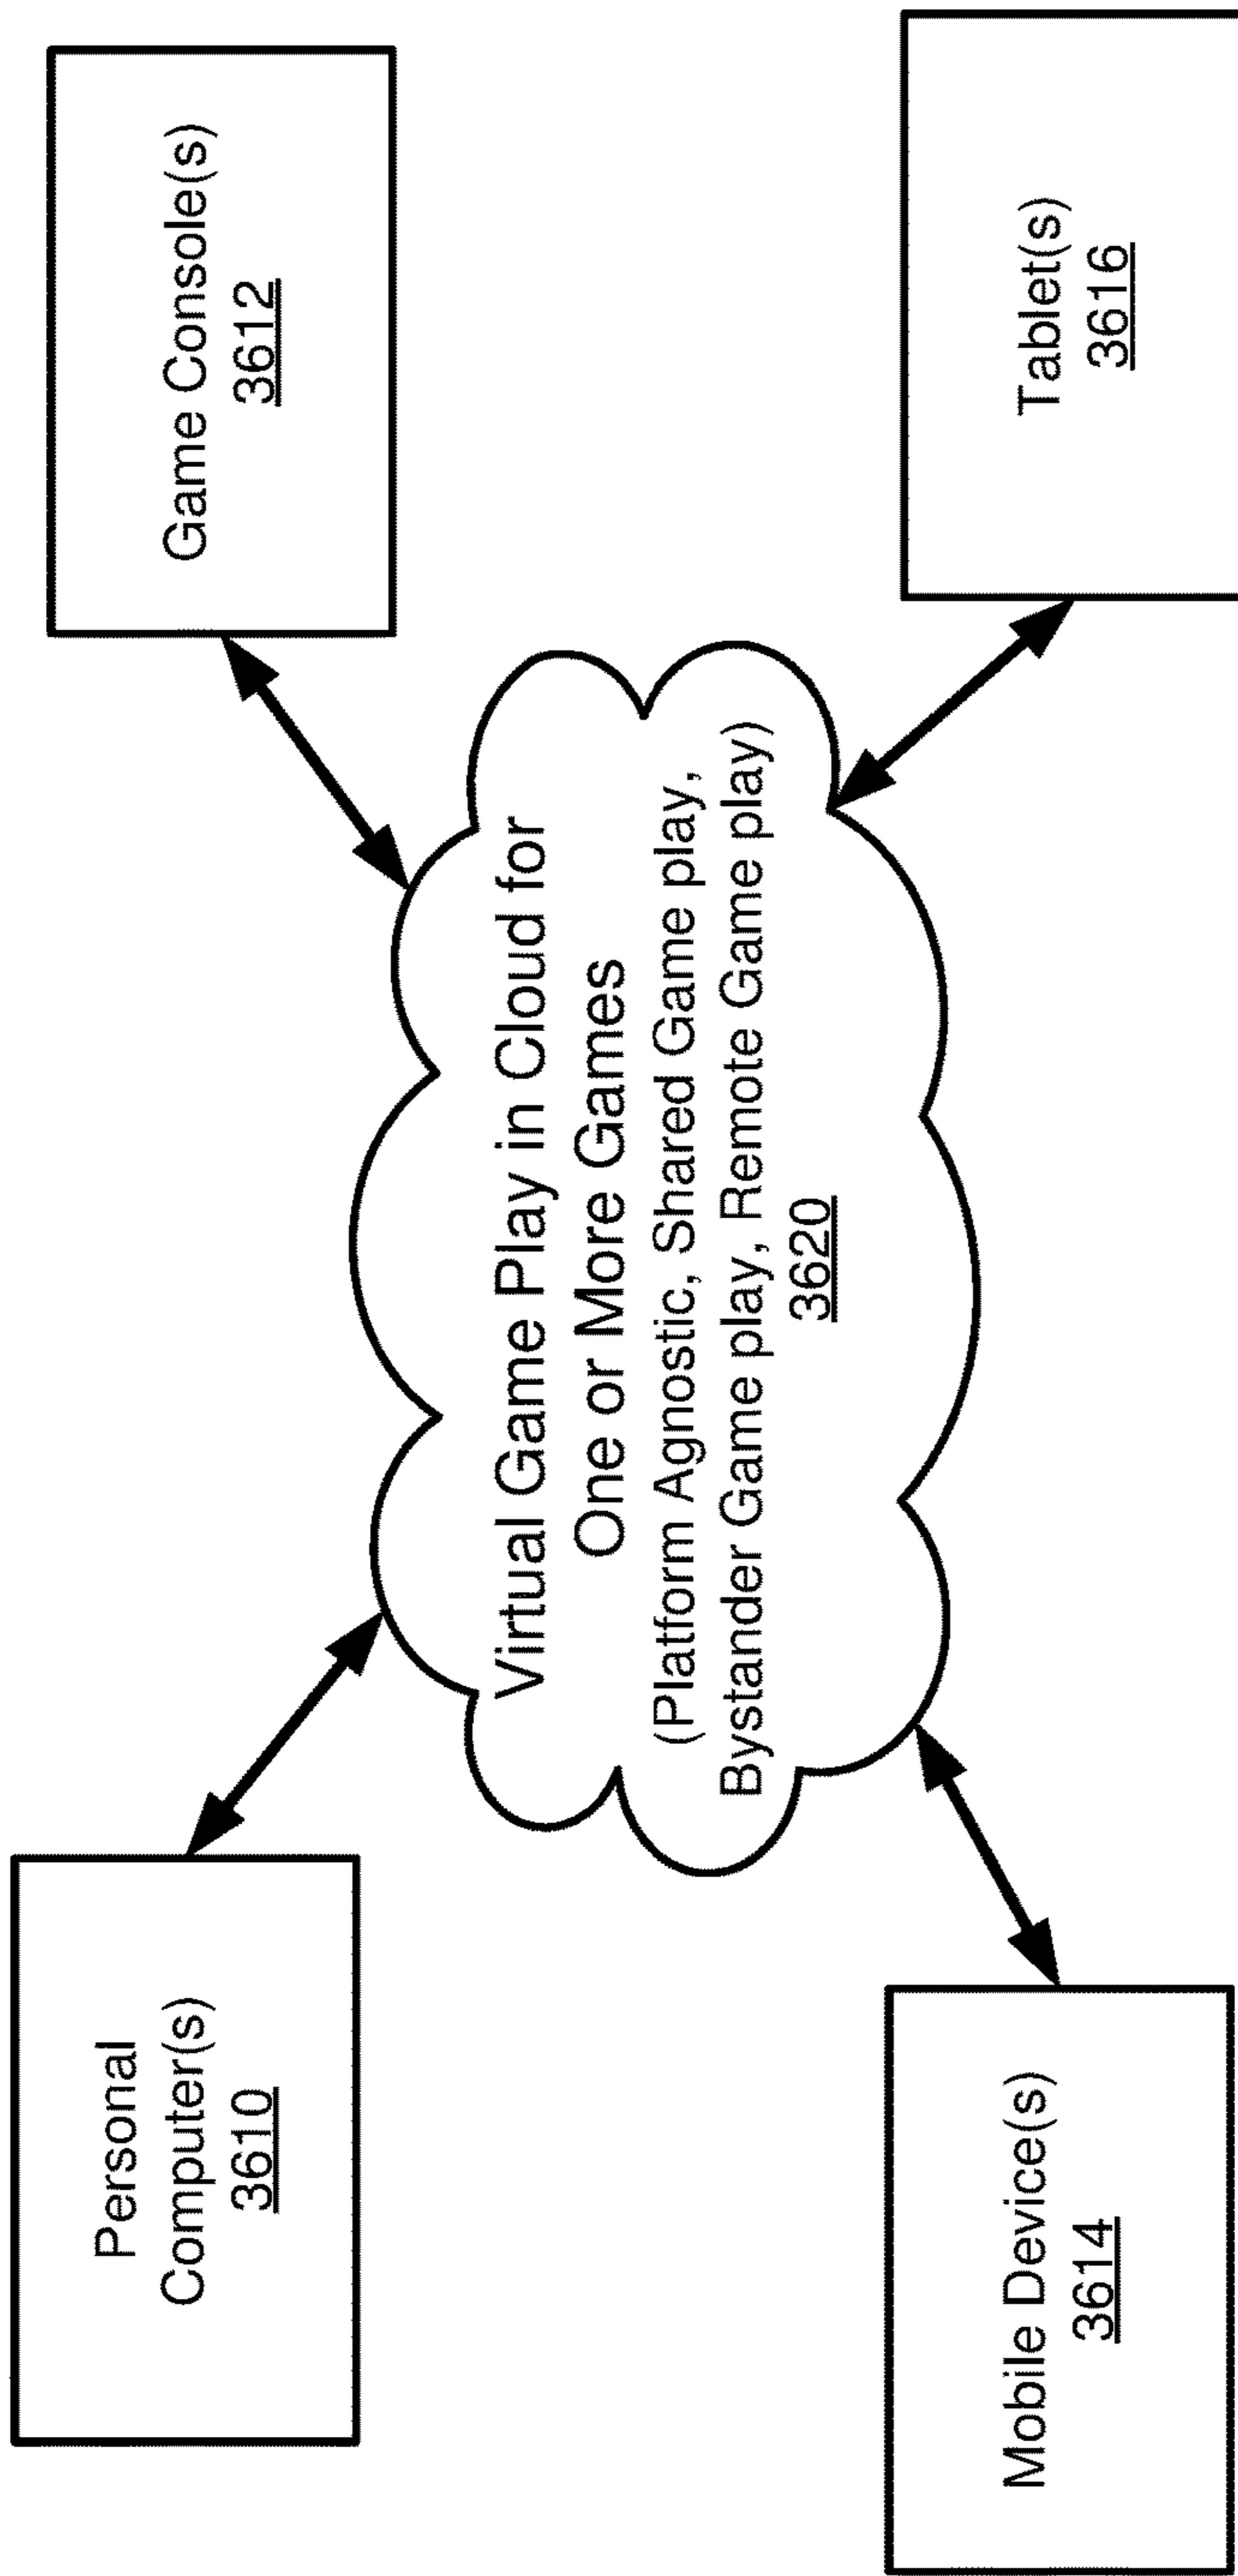 Personal
Computer(s)
3610
Game Console(s)
3612
Virtual Game Play in Cloud for
One or More Games
(Platform Agnostic, Shared Game play,
Bystander Game play, Remote Game play)
3620
Mobile Device(s)
3614
Tablet(s)
3616